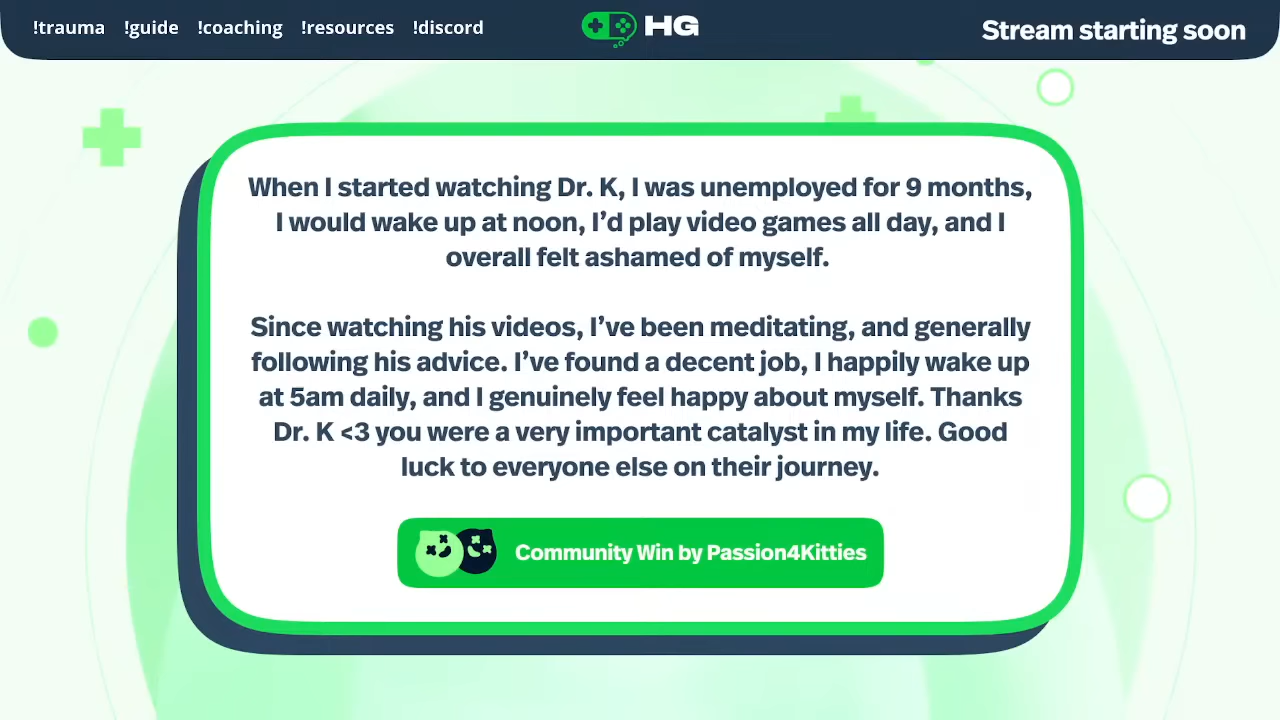 !trauma !guide !coaching !resources !discord
HG
Stream starting soon
When I started watching Dr. K, I was unemployed for 9 months,
I would wake up at noon, I’d play video games all day, and I
overall felt ashamed of myself.
Since watching his videos, I’ve been meditating, and generally
following his advice. I’ve found a decent job, I happily wake up
at 5am daily, and I genuinely feel happy about myself. Thanks
Dr. K <3 you were a very important catalyst in my life. Good
luck to everyone else on their journey.
Community Win by Passion4Kitties